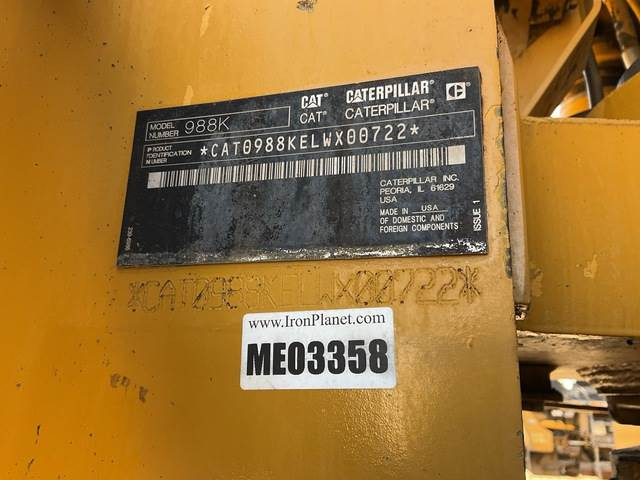 CAT® CATERPILLAR®
CAT® CATERPILLAR®
MODEL NUMBER 988K
PRODUCT IDENTIFICATION NUMBER *CAT0988KELWX00722*
CATERPILLAR INC.
PEORIA, IL 61629
USA
MADE IN USA
OF DOMESTIC AND
FOREIGN COMPONENTS
ISSUE 1
*CAT0988KELWX00722*
www.IronPlanet.com
ME03358